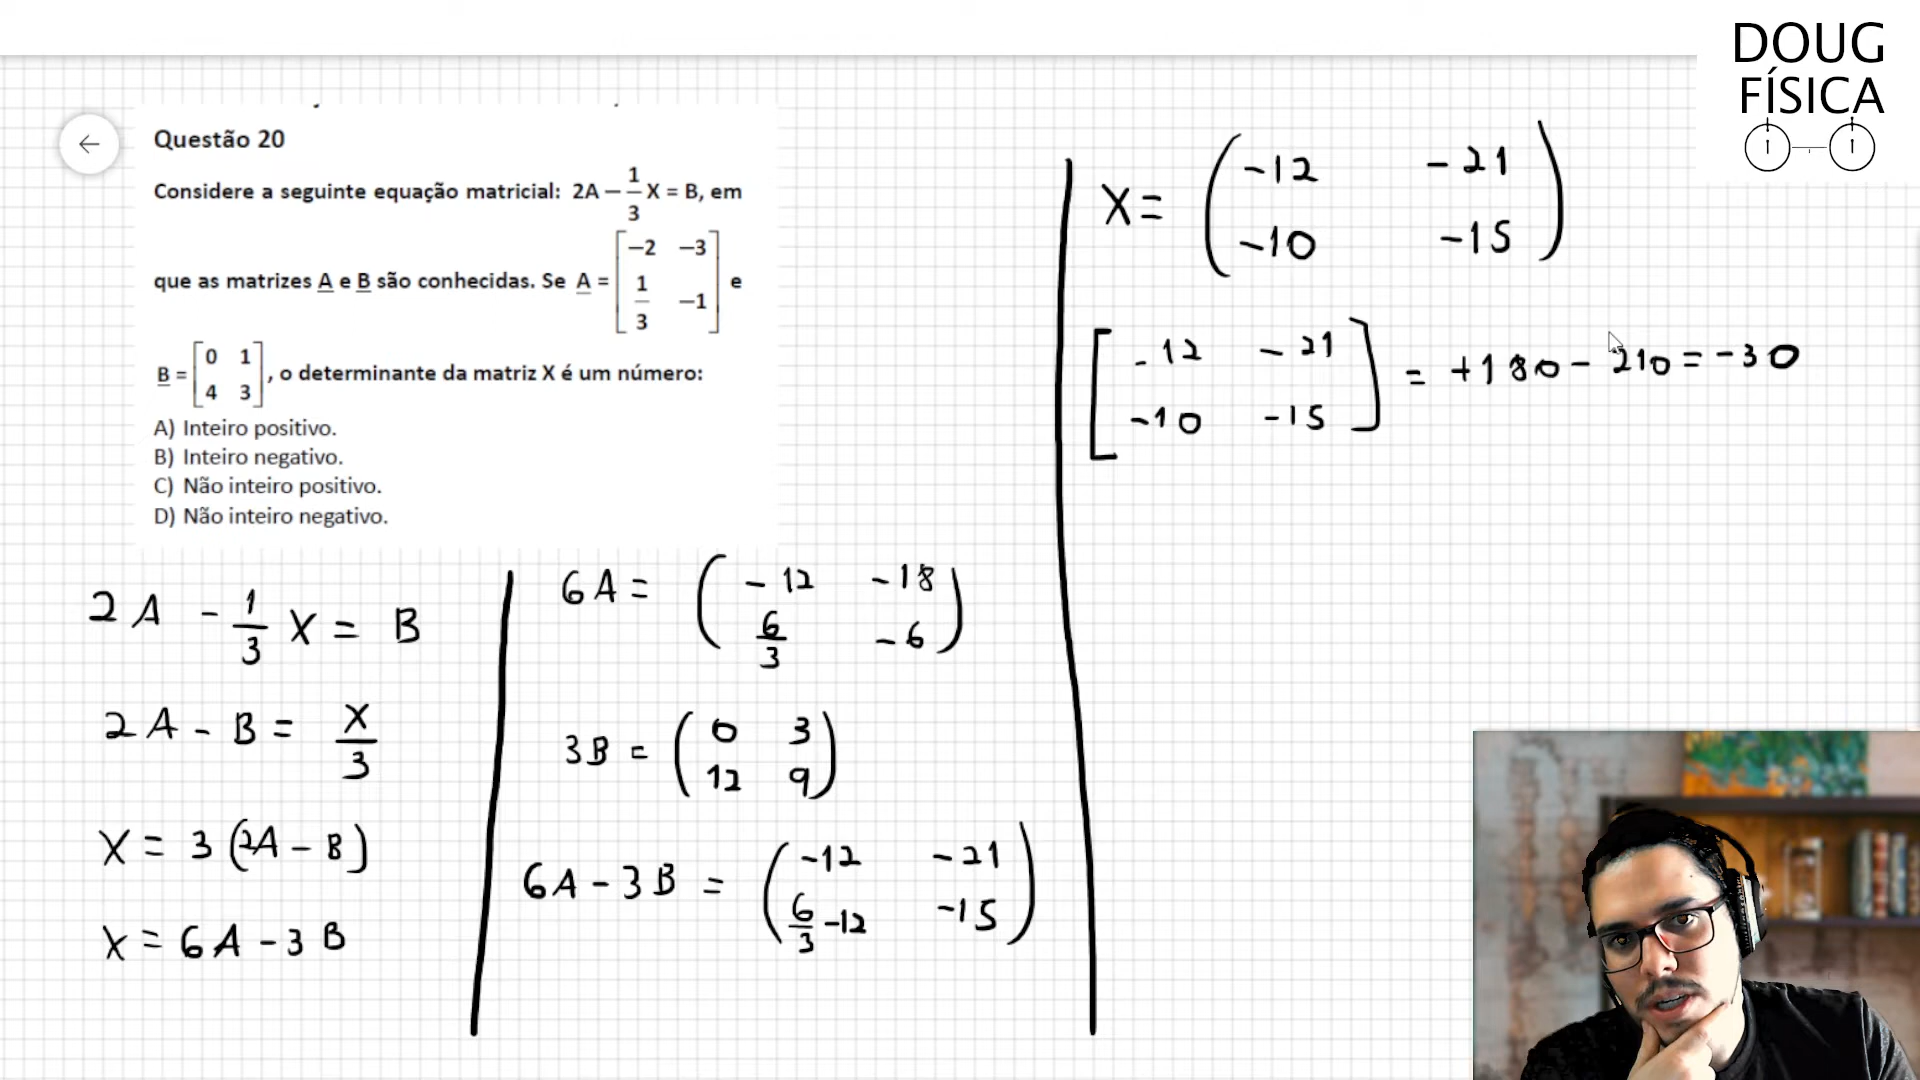 DOUG
FÍSICA
Questão 20
Considere a seguinte equação matricial: 2A − 1/3 X = B, em
que as matrizes A e B são conhecidas. Se A = [−2 −3
1/3 −1] e
B = [0 1
4 3], o determinante da matriz X é um número:
A) Inteiro positivo.
B) Inteiro negativo.
C) Não inteiro positivo.
D) Não inteiro negativo.
2A - 1/3 X = B
2A - B = X/3
X = 3 (2A - B)
X = 6A - 3B
6A = (-12 -18
6/3 -6)
3B = (0 3
12 9)
6A - 3B = (-12 -21
6/3 -12 -15)
X = (-12 -21
-10 -15)
[-12 -21
-10 -15] = +180 - 210 = -30